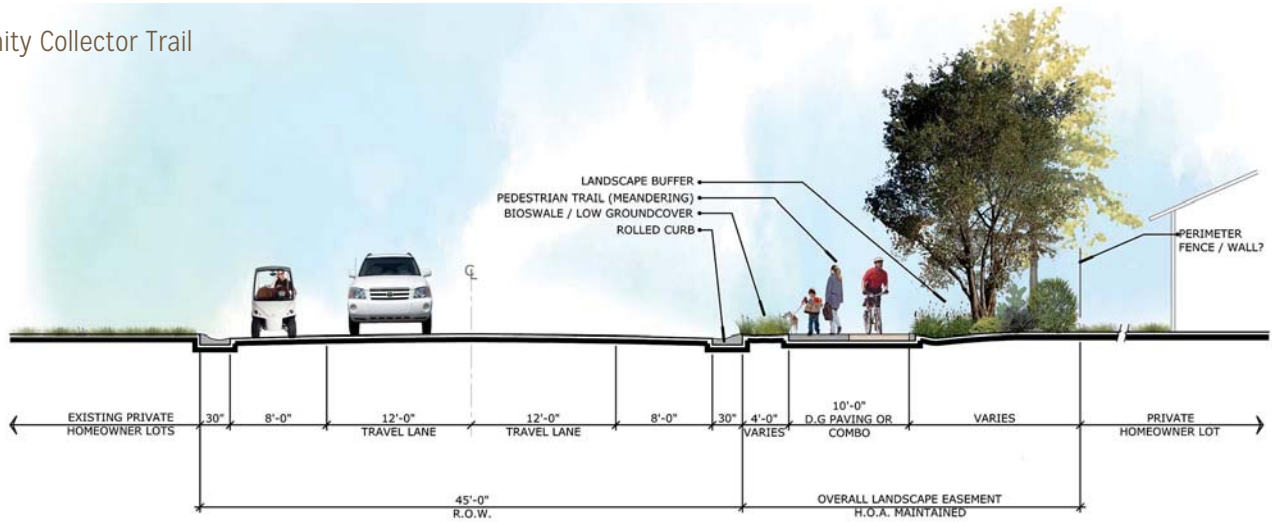 nity Collector Trail
LANDSCAPE BUFFER
PEDESTRIAN TRAIL (MEANDERING)
BIOSWALE / LOW GROUNDCOVER
ROLLED CURB
PERIMETER
FENCE / WALL?
CL
EXISTING PRIVATE
HOMEOWNER LOTS
30"
8'-0"
12'-0"
TRAVEL LANE
12'-0"
TRAVEL LANE
8'-0"
30"
4'-0"
VARIES
10'-0"
D.G PAVING OR
COMBO
VARIES
PRIVATE
HOMEOWNER LOT
45'-0"
R.O.W.
OVERALL LANDSCAPE EASEMENT
H.O.A. MAINTAINED